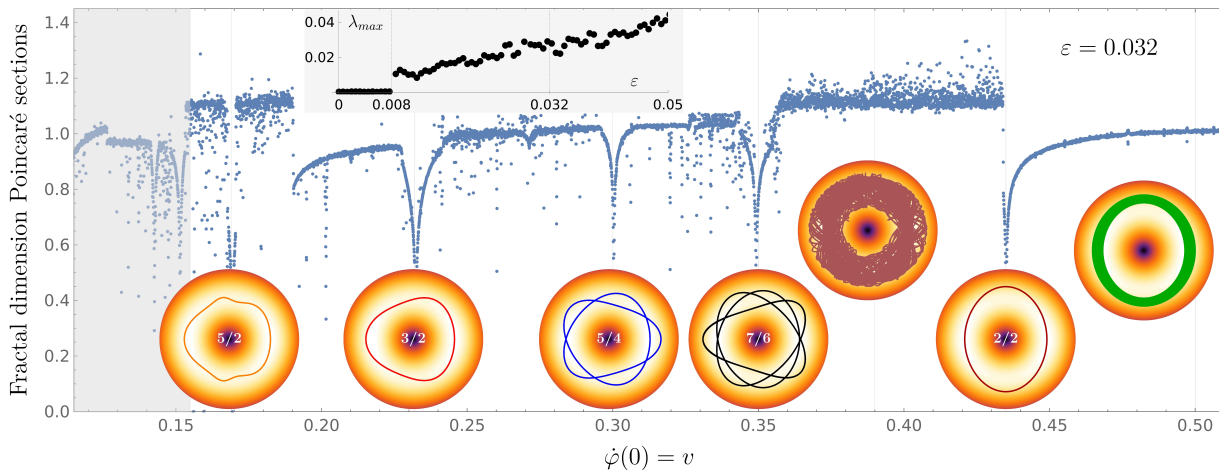 Fractal dimension Poincaré sections
1.4
1.2
1.0
0.8
0.6
0.4
0.2
0.0
0.04
0.02
λmax
ε
0 0.008 0.032 0.05
ε = 0.032
5/2 3/2 5/4 7/6 2/2
0.15 0.20 0.25 0.30 0.35 0.40 0.45 0.50
φ̇(0) = v